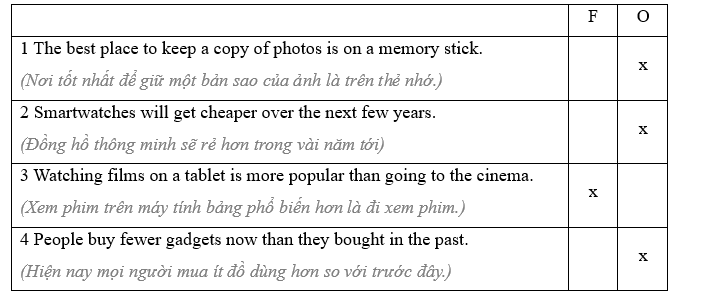 F O
1 The best place to keep a copy of photos is on a memory stick.
(Nơi tốt nhất để giữ một bản sao của ảnh là trên thẻ nhớ.)
x
2 Smartwatches will get cheaper over the next few years.
(Đồng hồ thông minh sẽ rẻ hơn trong vài năm tới)
x
3 Watching films on a tablet is more popular than going to the cinema.
(Xem phim trên máy tính bảng phổ biến hơn là đi xem phim.)
x
4 People buy fewer gadgets now than they bought in the past.
(Hiện nay mọi người mua ít đồ dùng hơn so với trước đây.)
x